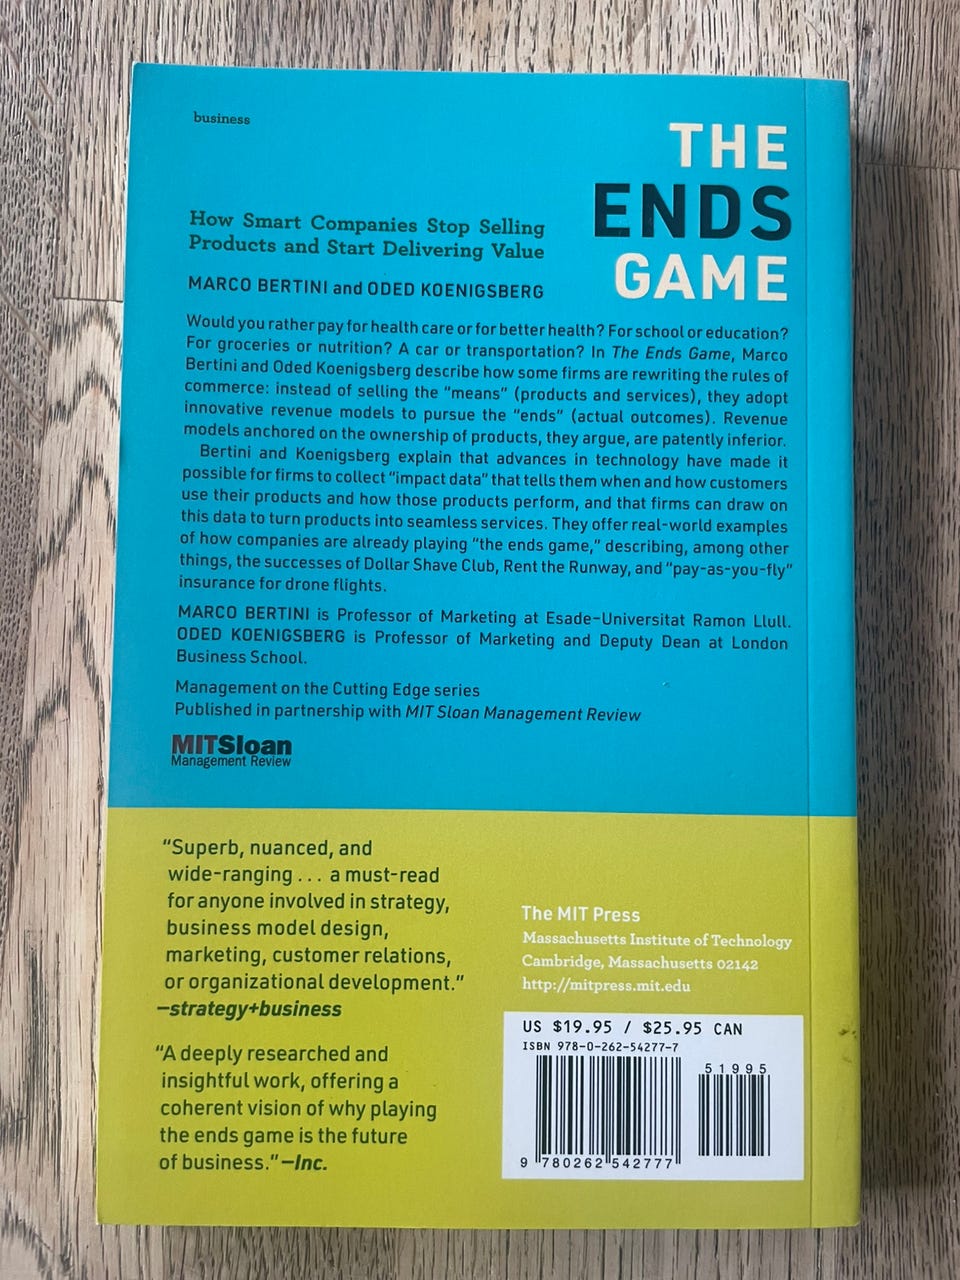 business
THE
ENDS
GAME
How Smart Companies Stop Selling
Products and Start Delivering Value
MARCO BERTINI and ODED KOENIGSBERG
Would you rather pay for health care or for better health? For school or education?
For groceries or nutrition? A car or transportation? In The Ends Game, Marco
Bertini and Oded Koenigsberg describe how some firms are rewriting the rules of
commerce: instead of selling the “means” (products and services), they adopt
innovative revenue models to pursue the “ends” (actual outcomes). Revenue
models anchored on the ownership of products, they argue, are patently inferior.
Bertini and Koenigsberg explain that advances in technology have made it
possible for firms to collect “impact data” that tells them when and how customers
use their products and how those products perform, and that firms can draw on
this data to turn products into seamless services. They offer real-world examples
of how companies are already playing “the ends game,” describing, among other
things, the successes of Dollar Shave Club, Rent the Runway, and “pay-as-you-fly”
insurance for drone flights.
MARCO BERTINI is Professor of Marketing at Esade–Universitat Ramon Llull.
ODED KOENIGSBERG is Professor of Marketing and Deputy Dean at London
Business School.
Management on the Cutting Edge series
Published in partnership with MIT Sloan Management Review
MITSloan
Management Review
“Superb, nuanced, and
wide-ranging . . . a must-read
for anyone involved in strategy,
business model design,
marketing, customer relations,
or organizational development.”
—strategy+business
“A deeply researched and
insightful work, offering a
coherent vision of why playing
the ends game is the future
of business.” —Inc.
The MIT Press
Massachusetts Institute of Technology
Cambridge, Massachusetts 02142
http://mitpress.mit.edu
US $19.95 / $25.95 CAN
ISBN 978-0-262-54277-7
51995
9 780262 542777